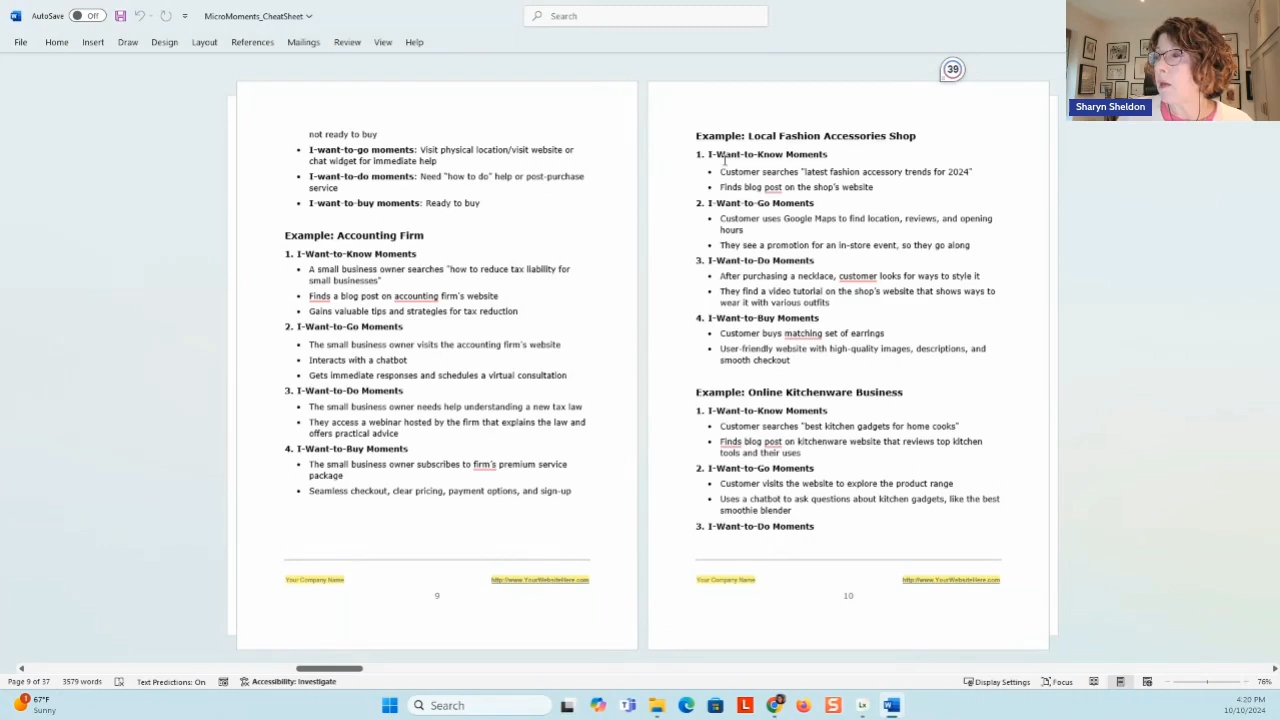 AutoSave
Off
MicroMoments_CheatSheet
Search
File
Home
Insert
Draw
Design
Layout
References
Mailings
Review
View
Help
39
Sharyn Sheldon
not ready to buy
• I-want-to-go moments: Visit physical location/visit website or
chat widget for immediate help
• I-want-to-do moments: Need "how to do" help or post-purchase
service
• I-want-to-buy moments: Ready to buy
Example: Accounting Firm
1. I-Want-to-Know Moments
• A small business owner searches "how to reduce tax liability for
small businesses"
• Finds a blog post on accounting firm's website
• Gains valuable tips and strategies for tax reduction
2. I-Want-to-Go Moments
• The small business owner visits the accounting firm's website
• Interacts with a chatbot
• Gets immediate responses and schedules a virtual consultation
3. I-Want-to-Do Moments
• The small business owner needs help understanding a new tax law
• They access a webinar hosted by the firm that explains the law and
offers practical advice
4. I-Want-to-Buy Moments
• The small business owner subscribes to firm's premium service
package
• Seamless checkout, clear pricing, payment options, and sign-up
Your Company Name
http://www.YourWebsiteHere.com
9
Example: Local Fashion Accessories Shop
1. I-Want-to-Know Moments
• Customer searches "latest fashion accessory trends for 2024"
• Finds blog post on the shop's website
2. I-Want-to-Go Moments
• Customer uses Google Maps to find location, reviews, and opening
hours
• They see a promotion for an in-store event, so they go along
3. I-Want-to-Do Moments
• After purchasing a necklace, customer looks for ways to style it
• They find a video tutorial on the shop's website that shows ways to
wear it with various outfits
4. I-Want-to-Buy Moments
• Customer buys matching set of earrings
• User-friendly website with high-quality images, descriptions, and
smooth checkout
Example: Online Kitchenware Business
1. I-Want-to-Know Moments
• Customer searches "best kitchen gadgets for home cooks"
• Finds blog post on kitchenware website that reviews top kitchen
tools and their uses
2. I-Want-to-Go Moments
• Customer visits the website to explore the product range
• Uses a chatbot to ask questions about kitchen gadgets, like the best
smoothie blender
3. I-Want-to-Do Moments
Your Company Name
http://www.YourWebsiteHere.com
10
Page 9 of 37
3579 words
Text Predictions: On
Accessibility: Investigate
Display Settings
Focus
76%
67°F
Sunny
Search
4:20 PM
10/10/2024